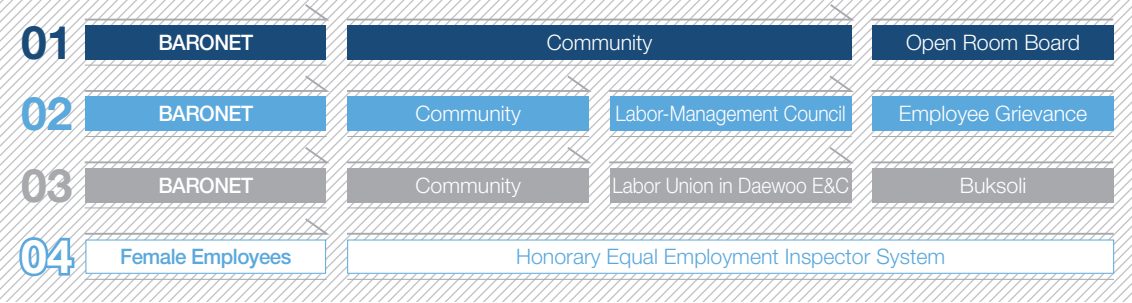 01 BARONET Community Open Room Board
02 BARONET Community Labor-Management Council Employee Grievance
03 BARONET Community Labor Union in Daewoo E&C Buksoli
04 Female Employees Honorary Equal Employment Inspector System